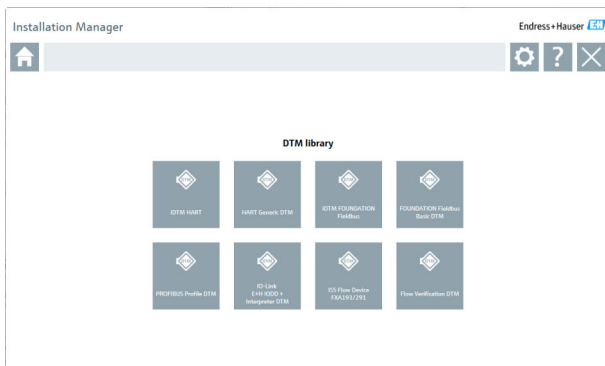 Installation Manager
Endress+Hauser EH
?
DTM library
iDTM HART
HART Generic DTM
iDTM FOUNDATION
Fieldbus
FOUNDATION Fieldbus
Basic DTM
PROFIBUS Profile DTM
IO-Link
E+H IODD +
Interpreter DTM
ISS Flow Device
FXA193/291
Flow Verification DTM